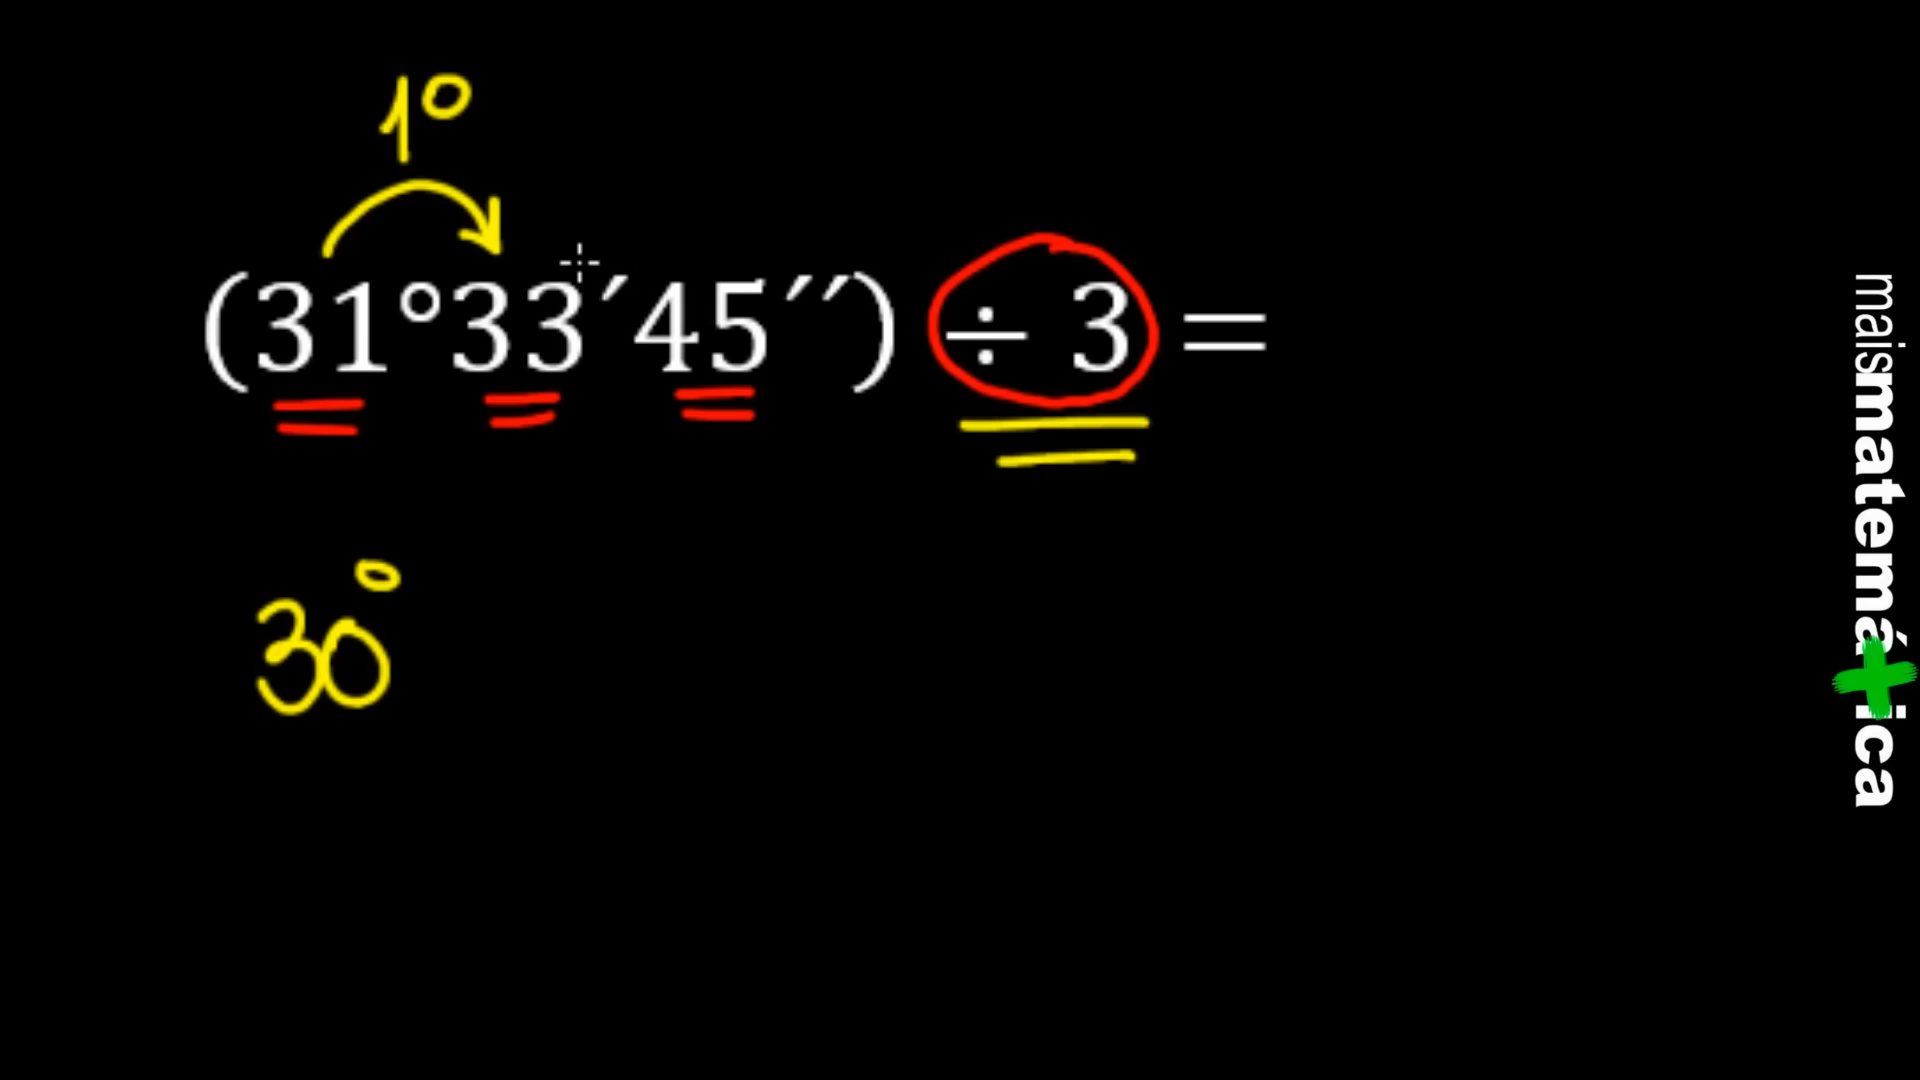 1°
(31°33′45′′) ÷ 3 =
30°
maismatemática